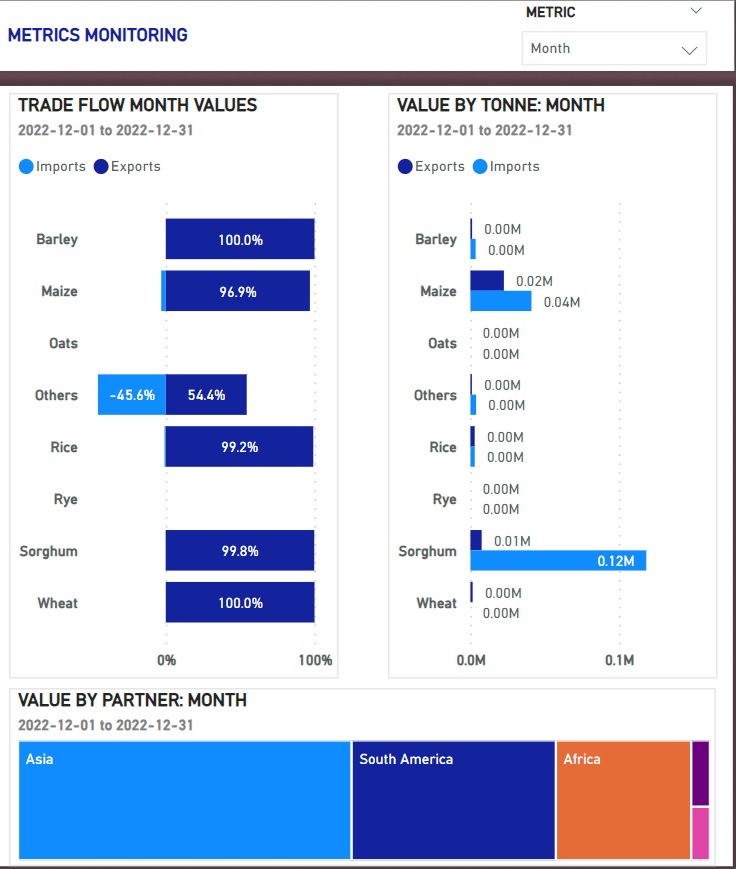 METRICS MONITORING
METRIC
Month
TRADE FLOW MONTH VALUES
2022-12-01 to 2022-12-31
Imports Exports
Barley 100.0%
Maize 96.9%
Oats
Others -45.6% 54.4%
Rice 99.2%
Rye
Sorghum 99.8%
Wheat 100.0%
0% 100%
VALUE BY TONNE: MONTH
2022-12-01 to 2022-12-31
Exports Imports
Barley
0.00M
0.00M
Maize
0.02M
0.04M
Oats
0.00M
0.00M
Others
0.00M
0.00M
Rice
0.00M
0.00M
Rye
0.00M
0.00M
Sorghum
0.01M
0.12M
Wheat
0.00M
0.00M
0.0M 0.1M
VALUE BY PARTNER: MONTH
2022-12-01 to 2022-12-31
Asia South America Africa